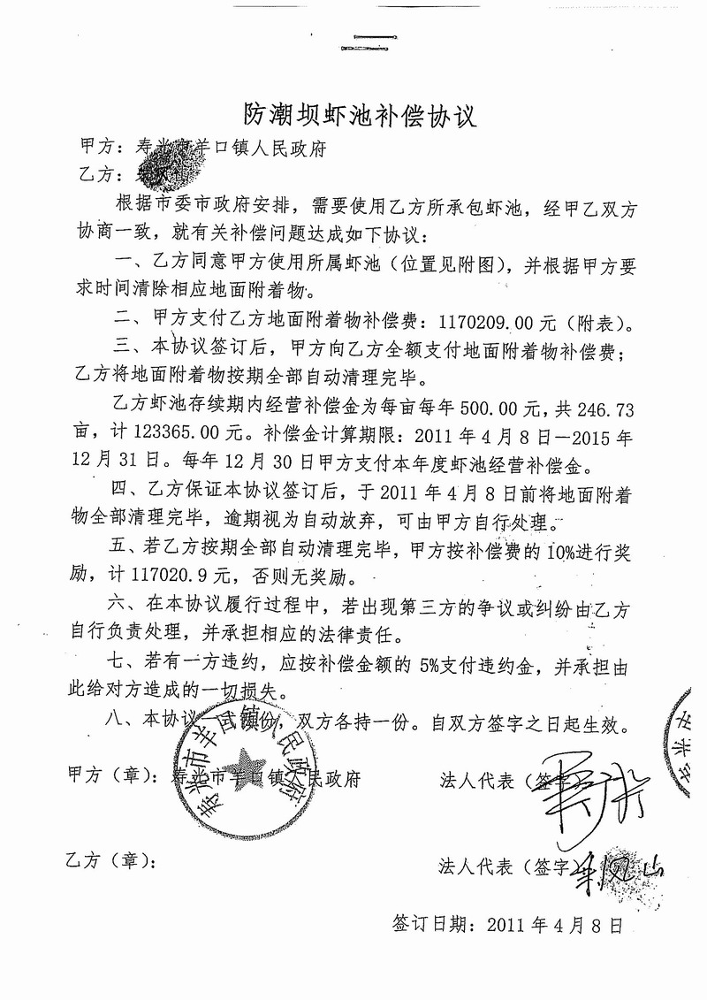 防潮坝虾池补偿协议
甲方：寿光市羊口镇人民政府
乙方：
根据市委市政府安排，需要使用乙方所承包虾池，经甲乙双方
协商一致，就有关补偿问题达成如下协议：
一、乙方同意甲方使用所属虾池（位置见附图），并根据甲方要
求时间清除相应地面附着物。
二、甲方支付乙方地面附着物补偿费：1170209.00 元（附表）。
三、本协议签订后，甲方向乙方全额支付地面附着物补偿费；
乙方将地面附着物按期全部自动清理完毕。
乙方虾池存续期内经营补偿金为每亩每年 500.00 元，共 246.73
亩，计 123365.00 元。补偿金计算期限：2011 年 4 月 8 日—2015 年
12 月 31 日。每年 12 月 30 日甲方支付本年度虾池经营补偿金。
四、乙方保证本协议签订后，于 2011 年 4 月 8 日前将地面附着
物全部清理完毕，逾期视为自动放弃，可由甲方自行处理。
五、若乙方按期全部自动清理完毕，甲方按补偿费的 10%进行奖
励，计 117020.9 元，否则无奖励。
六、在本协议履行过程中，若出现第三方的争议或纠纷由乙方
自行负责处理，并承担相应的法律责任。
七、若有一方违约，应按补偿金额的 5%支付违约金，并承担由
此给对方造成的一切损失。
八、本协议一式两份，双方各持一份。自双方签字之日起生效。
甲方（章）：寿光市羊口镇人民政府 法人代表（签字）
寿光市羊口镇人民政府
乙方（章）： 法人代表（签字）
签订日期：2011 年 4 月 8 日